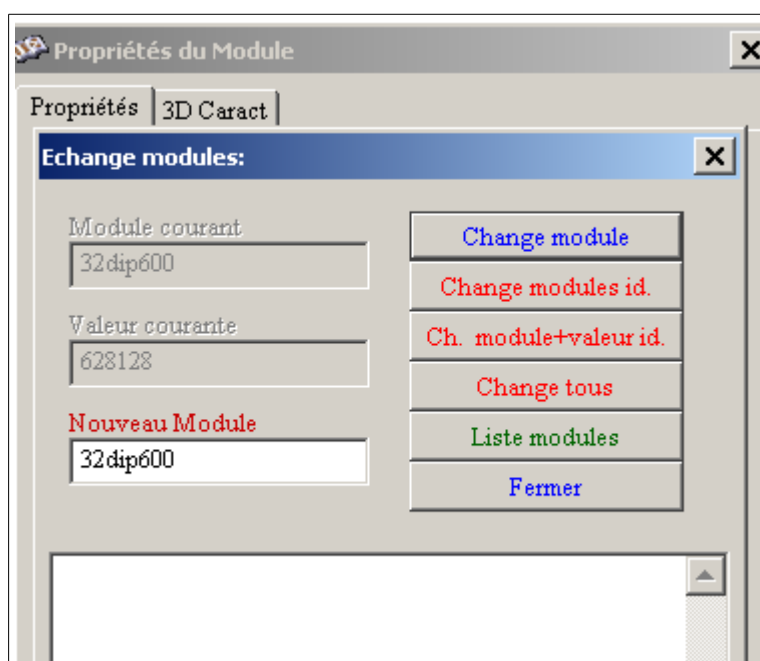 Propriétés du Module
Propriétés
3D Caract
Echange modules:
Module courant
32dip600
Valeur courante
628128
Nouveau Module
32dip600
Change module
Change modules id.
Ch. module+valeur id.
Change tous
Liste modules
Fermer